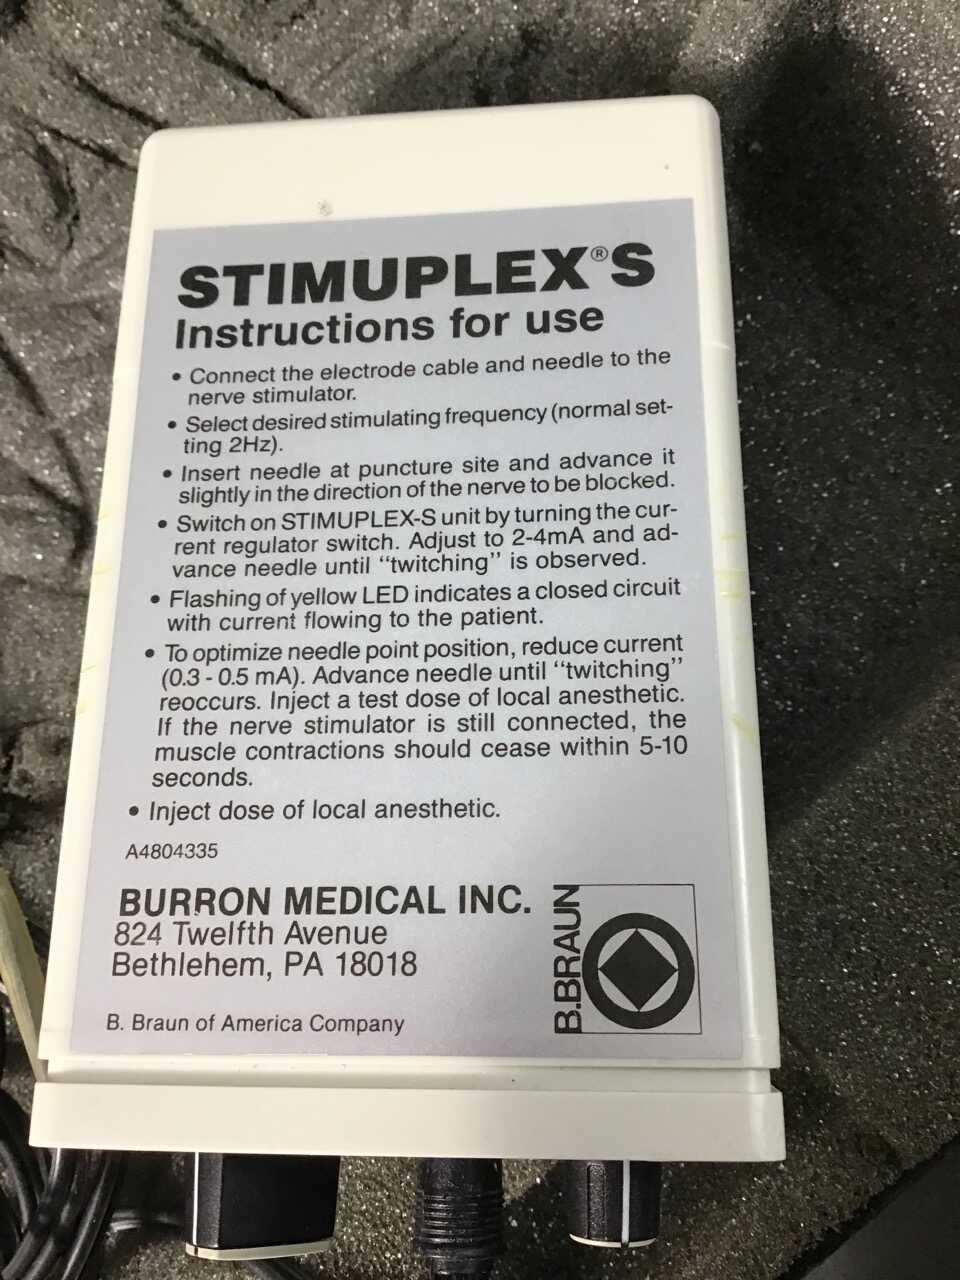 STIMUPLEX® S
Instructions for use
• Connect the electrode cable and needle to the
nerve stimulator.
• Select desired stimulating frequency (normal set-
ting 2Hz).
• Insert needle at puncture site and advance it
slightly in the direction of the nerve to be blocked.
• Switch on STIMUPLEX-S unit by turning the cur-
rent regulator switch. Adjust to 2-4mA and ad-
vance needle until "twitching" is observed.
• Flashing of yellow LED indicates a closed circuit
with current flowing to the patient.
• To optimize needle point position, reduce current
(0.3 - 0.5 mA). Advance needle until "twitching"
reoccurs. Inject a test dose of local anesthetic.
If the nerve stimulator is still connected, the
muscle contractions should cease within 5-10
seconds.
• Inject dose of local anesthetic.
A4804335
BURRON MEDICAL INC.
824 Twelfth Avenue
Bethlehem, PA 18018
B. Braun of America Company
B.BRAUN